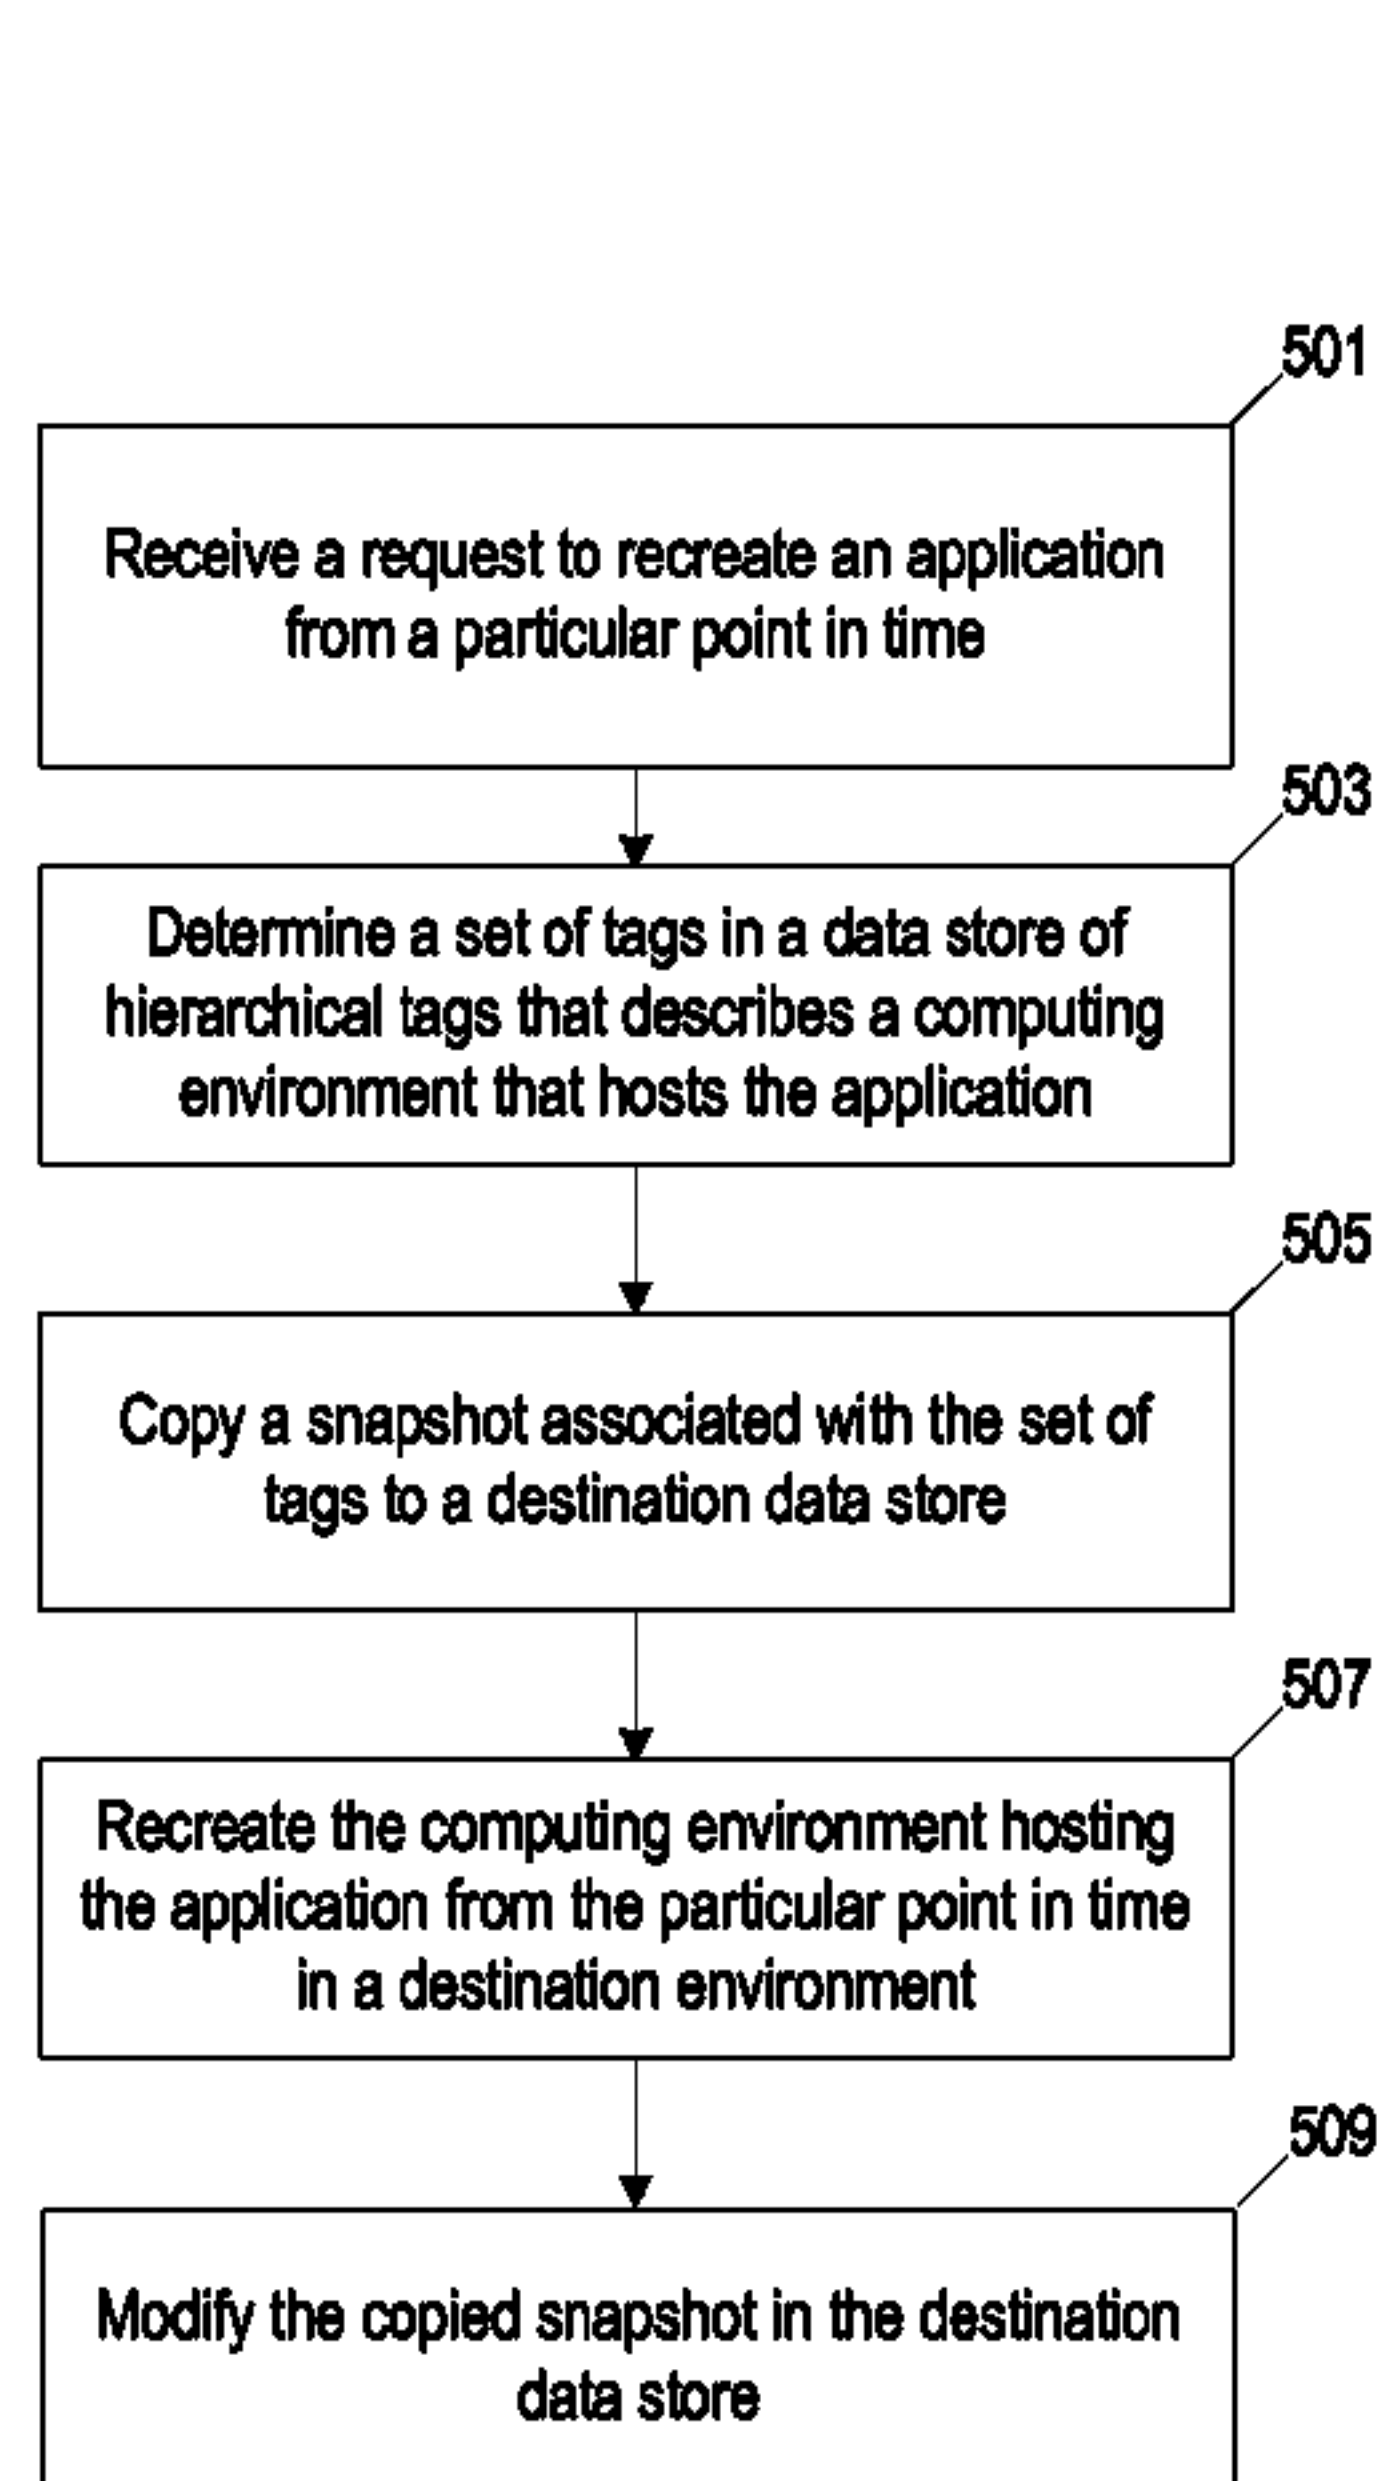 501
Receive a request to recreate an application
from a particular point in time
503
Determine a set of tags in a data store of
hierarchical tags that describes a computing
environment that hosts the application
505
Copy a snapshot associated with the set of
tags to a destination data store
507
Recreate the computing environment hosting
the application from the particular point in time
in a destination environment
509
Modify the copied snapshot in the destination
data store